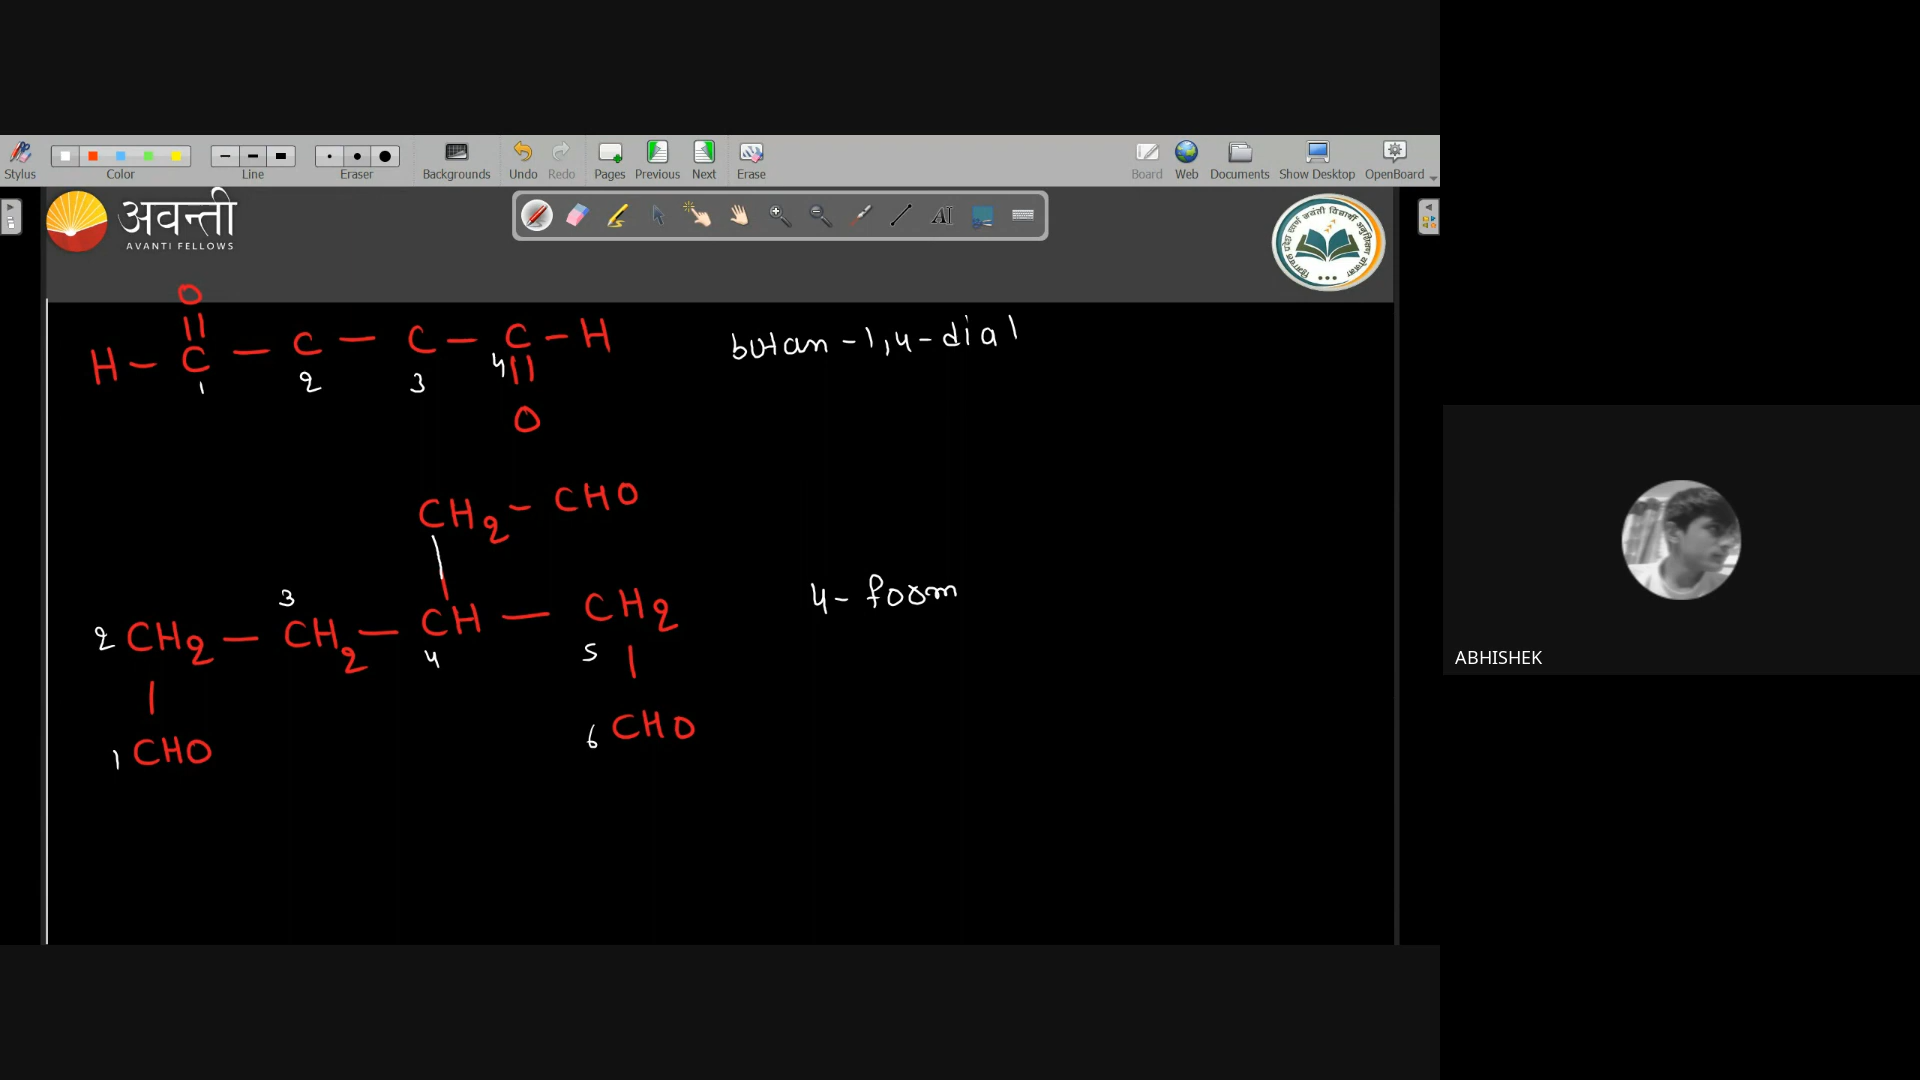 Stylus Color Line Eraser Backgrounds Undo Redo Pages Previous Next Erase Board Web Documents Show Desktop OpenBoard
अवन्ती
AVANTI FELLOWS
O
||
H - C - C - C - C - H
1 2 3 4
||
O
butan-1,4-dial
CH2 - CHO
|
3
2 CH2 - CH2 - CH - CH2
4 5
| |
1 CHO 6 CHO
4- form
ABHISHEK